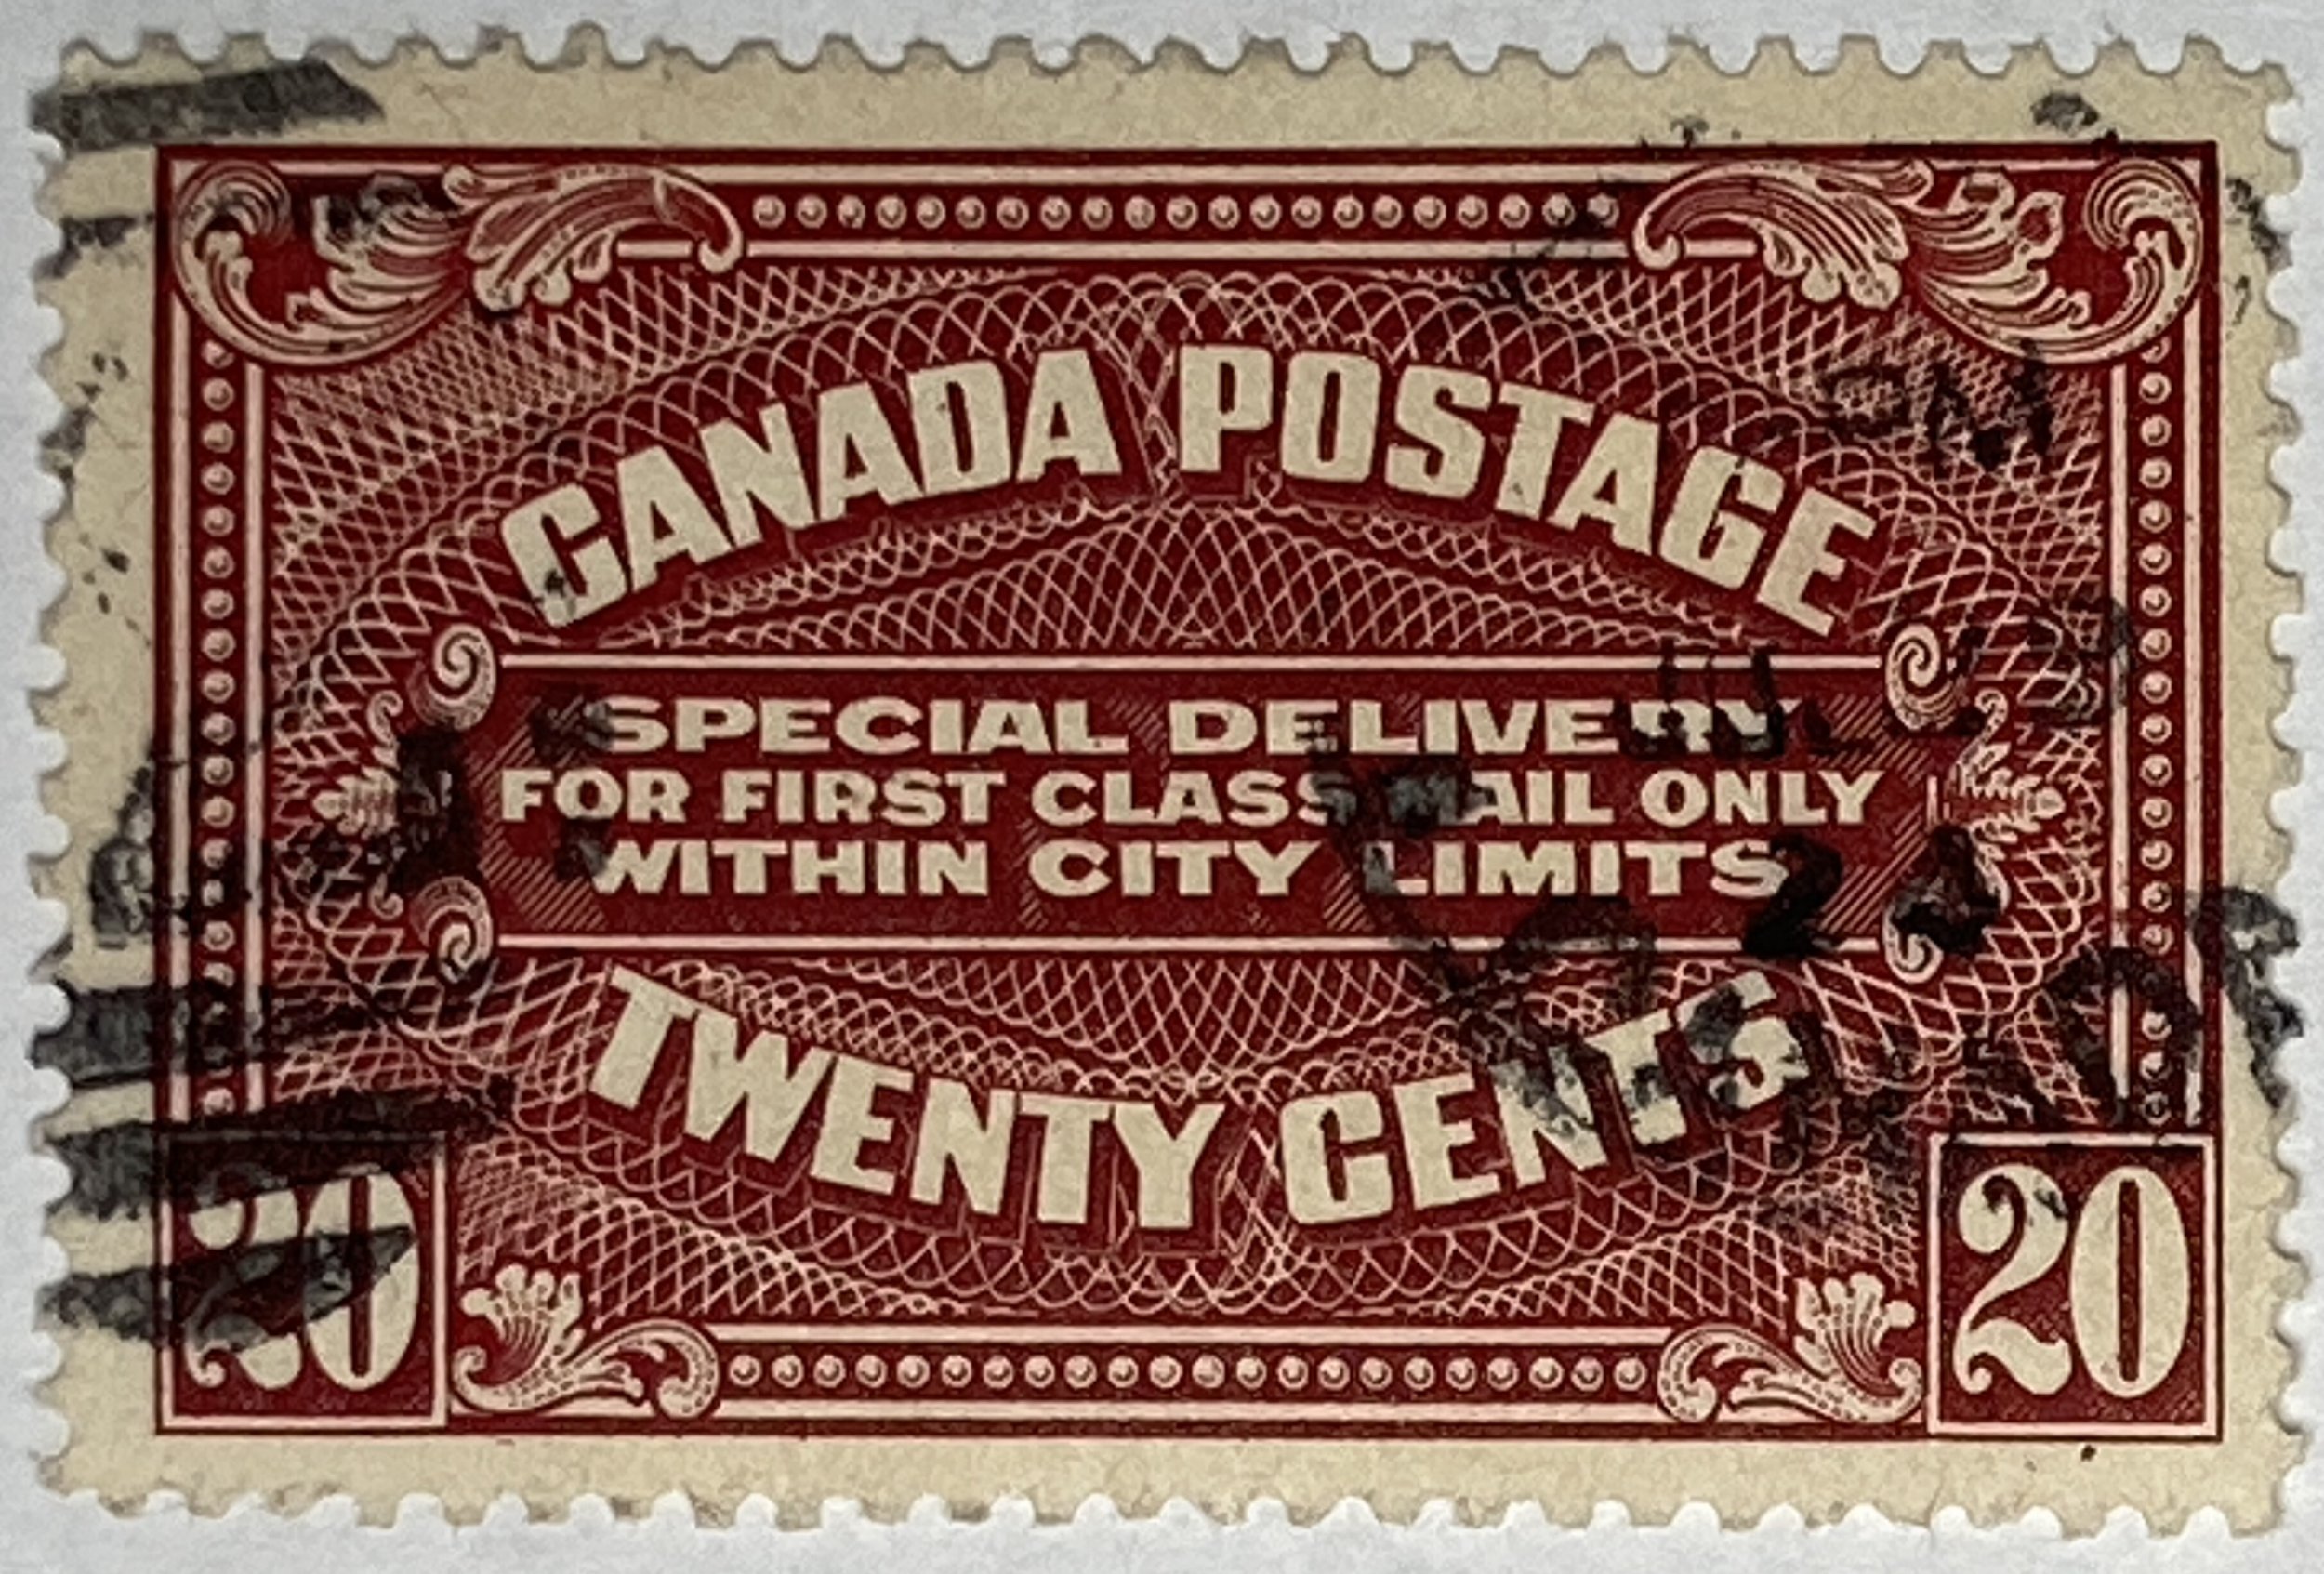 CANADA POSTAGE
SPECIAL DELIVERY
FOR FIRST CLASS MAIL ONLY
WITHIN CITY LIMITS
TWENTY CENTS
20
20